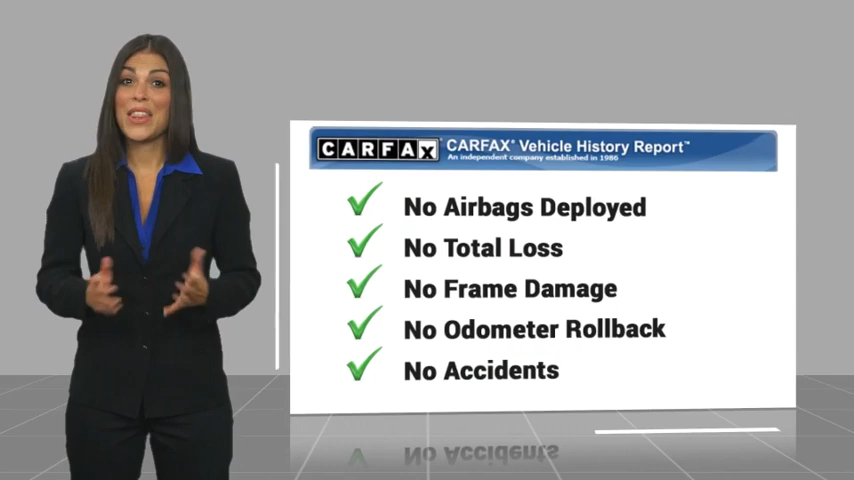 CARFAX CARFAX® Vehicle History Report™
An independent company established in 1986
No Airbags Deployed
No Total Loss
No Frame Damage
No Odometer Rollback
No Accidents
No Accidents